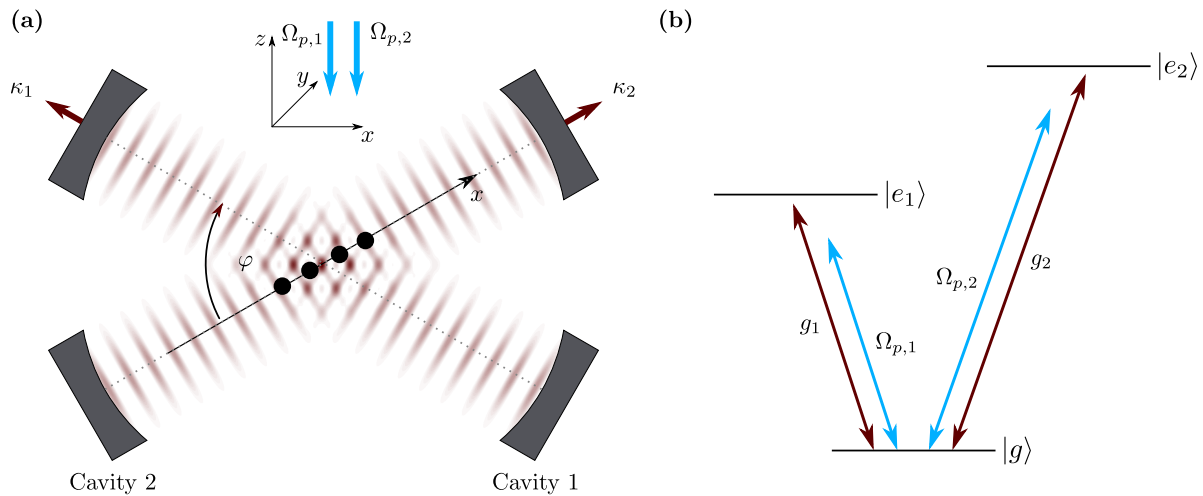 (a)
(b)
Ω_{p,1}
Ω_{p,2}
z
y
x
κ_1
κ_2
x
φ
Cavity 2
Cavity 1
|e_2⟩
|e_1⟩
g_1
Ω_{p,1}
Ω_{p,2}
g_2
|g⟩